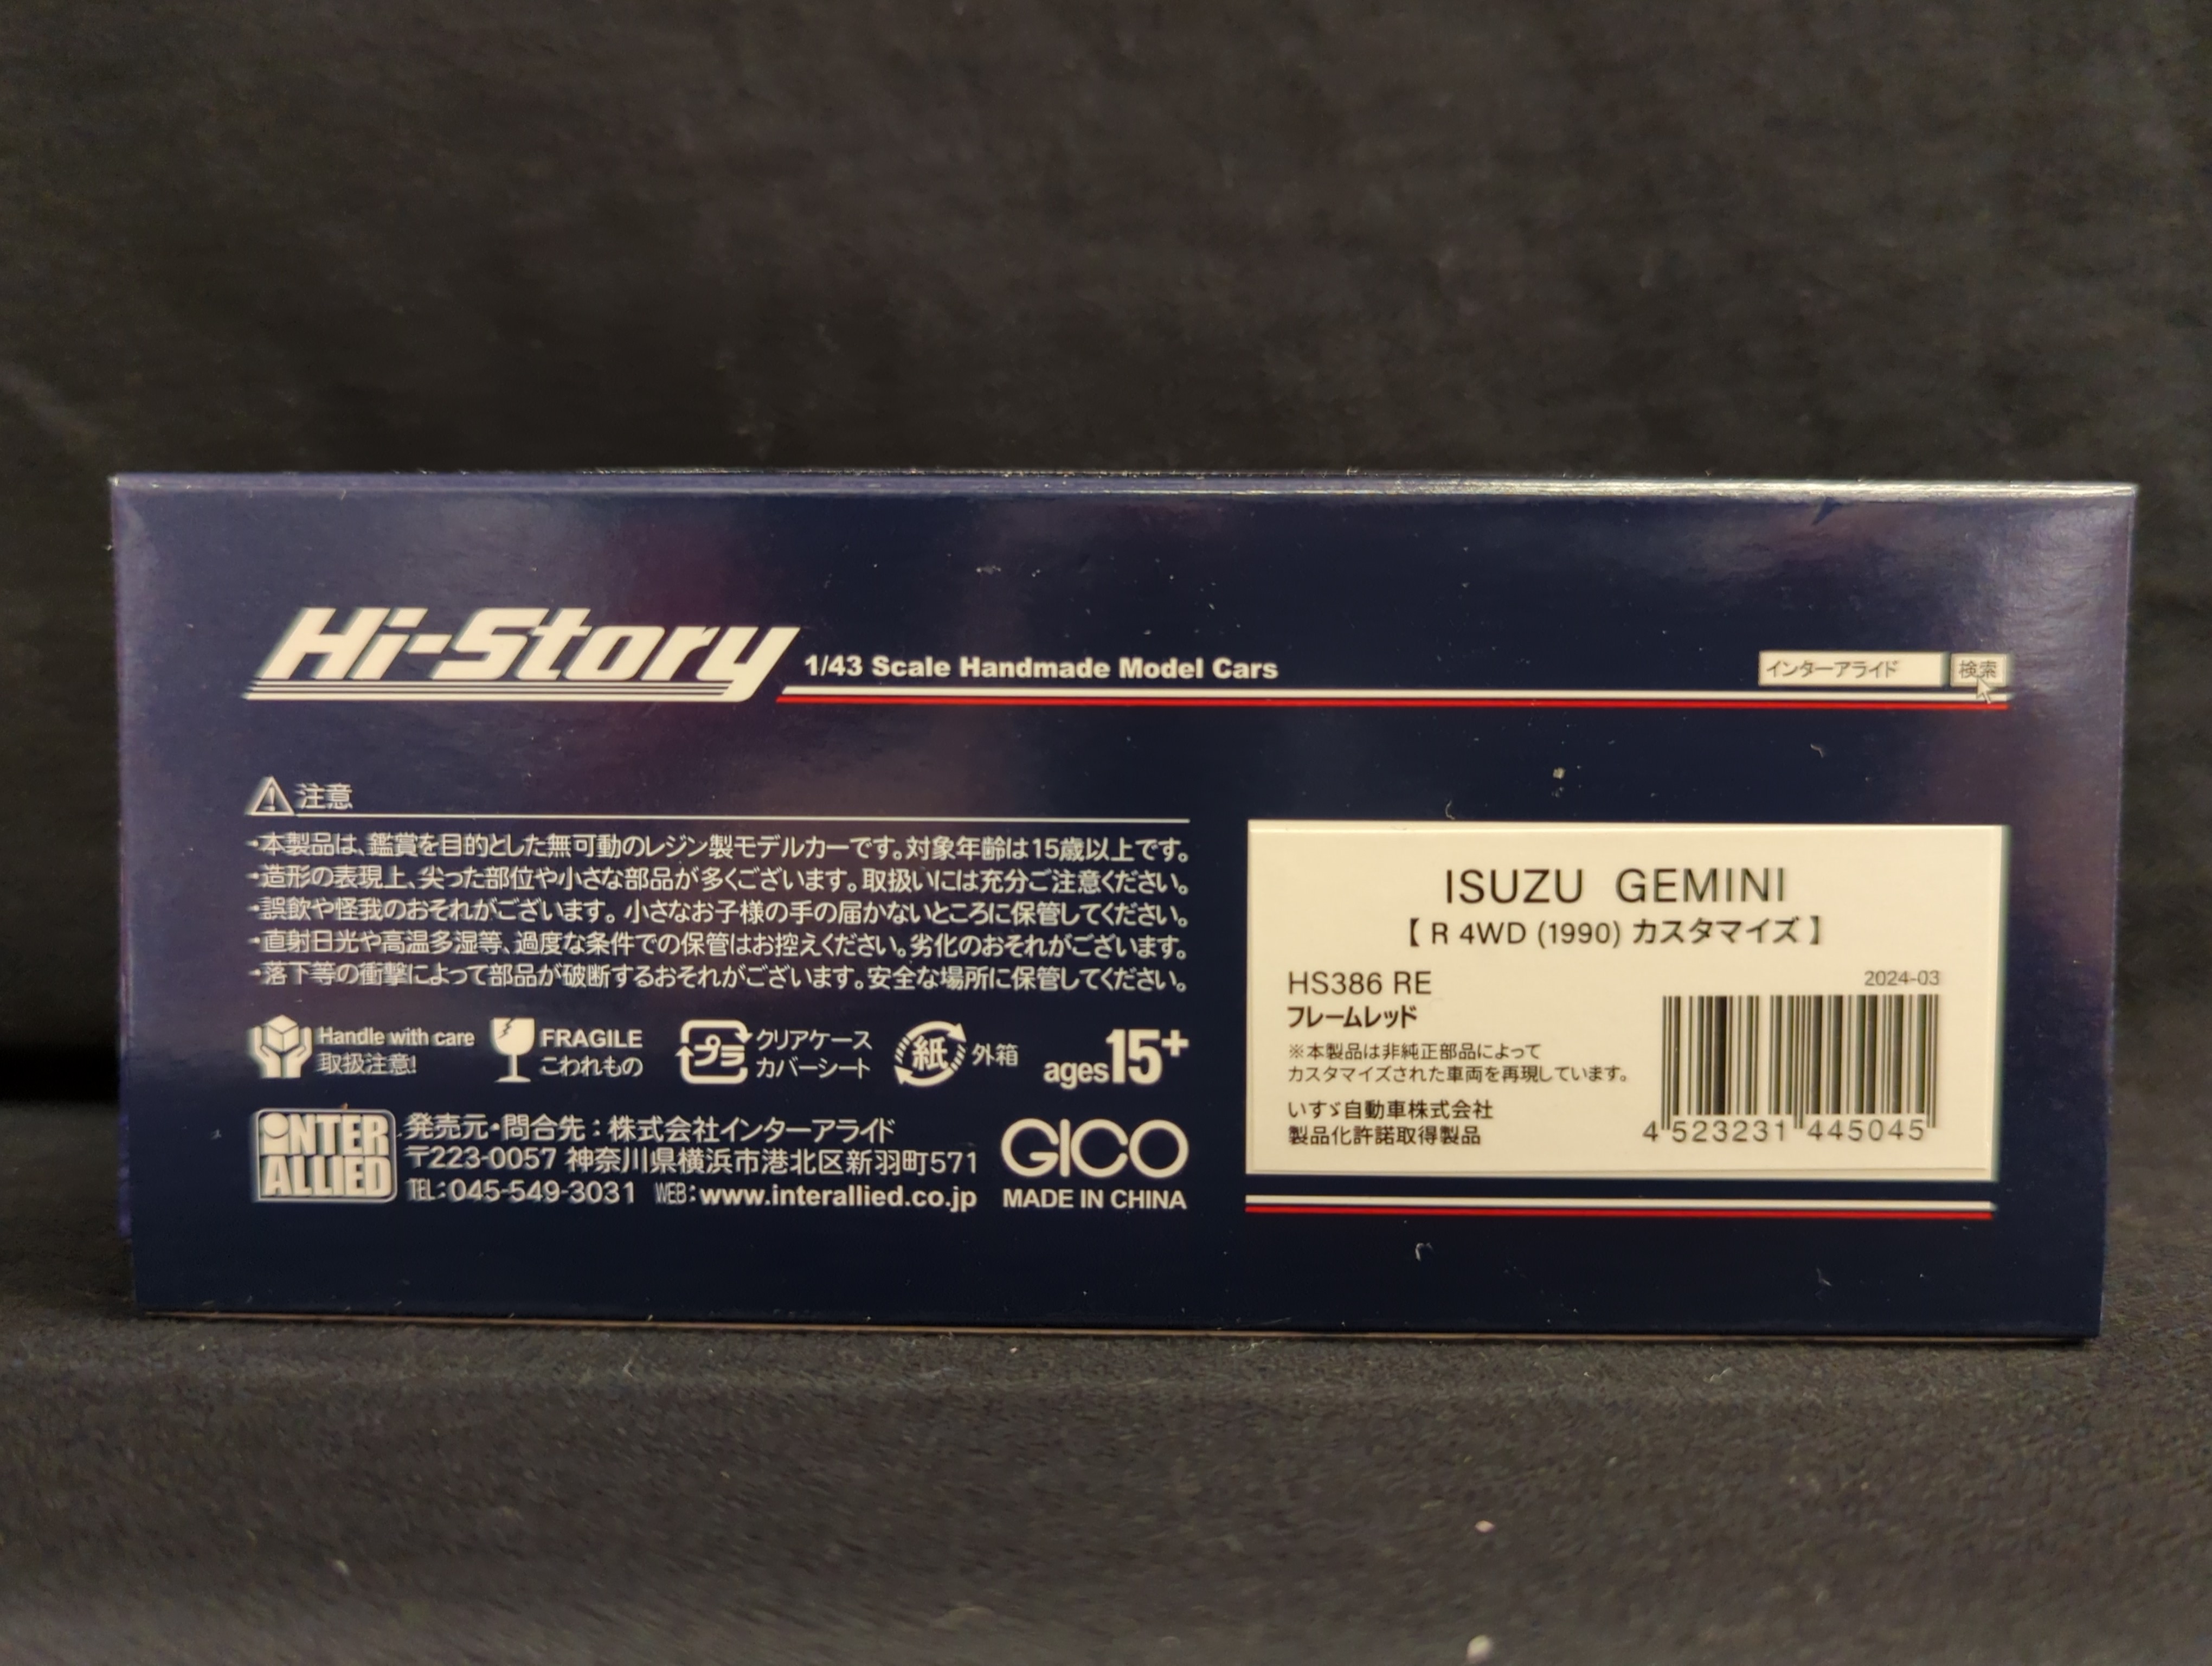 Hi-Story
1/43 Scale Handmade Model Cars
インターアライド 検索
注意
・本製品は、鑑賞を目的とした無可動のレジン製モデルカーです。対象年齢は15歳以上です。
・造形の表現上、尖った部位や小さな部品が多くございます。取扱いには充分ご注意ください。
・誤飲や怪我のおそれがございます。小さなお子様の手の届かないところに保管してください。
・直射日光や高温多湿等、過度な条件での保管はお控えください。劣化のおそれがございます。
・落下等の衝撃によって部品が破断するおそれがございます。安全な場所に保管してください。
Handle with care
取扱注意!
FRAGILE
こわれもの
プラ
クリアケース
カバーシート
紙 外箱
ages15+
INTER
ALLIED
発売元・問合先：株式会社インターアライド
〒223-0057 神奈川県横浜市港北区新羽町571
TEL：045-549-3031 WEB：www.interallied.co.jp
GICO
MADE IN CHINA
ISUZU GEMINI
【 R 4WD (1990) カスタマイズ 】
HS386 RE
フレームレッド
2024-03
※本製品は非純正部品によって
カスタマイズされた車両を再現しています。
いすゞ自動車株式会社
製品化許諾取得製品
4 523231 445045